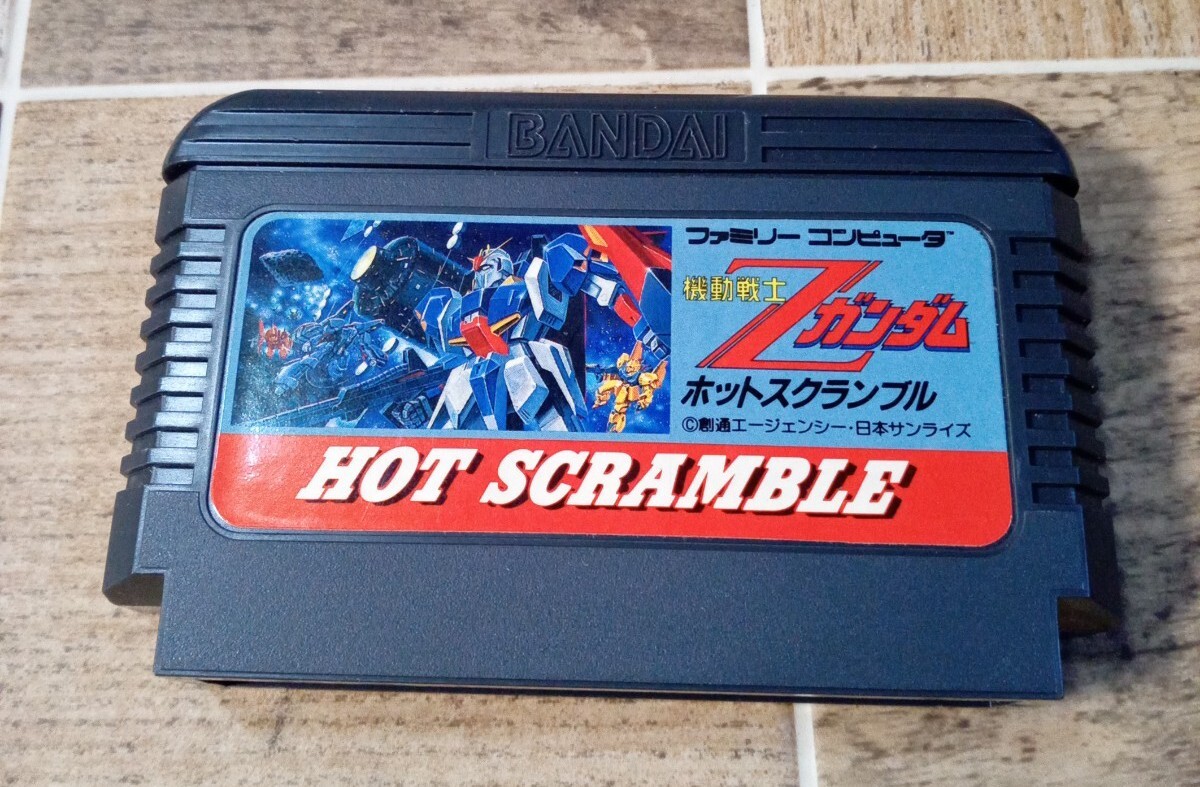 BANDAI
ファミリー コンピュータ™
機動戦士
Zガンダム
ホットスクランブル
©創通エージェンシー・日本サンライズ
HOT SCRAMBLE